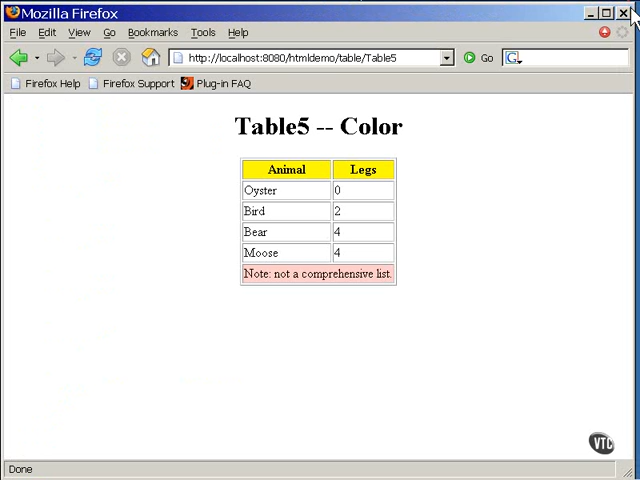 Mozilla Firefox
File Edit View Go Bookmarks Tools Help
http://localhost:8080/htmldemo/table/Table5 Go G
Firefox Help Firefox Support Plug-in FAQ
Table5 -- Color
Animal Legs
Oyster 0
Bird 2
Bear 4
Moose 4
Note: not a comprehensive list.
VTC
Done